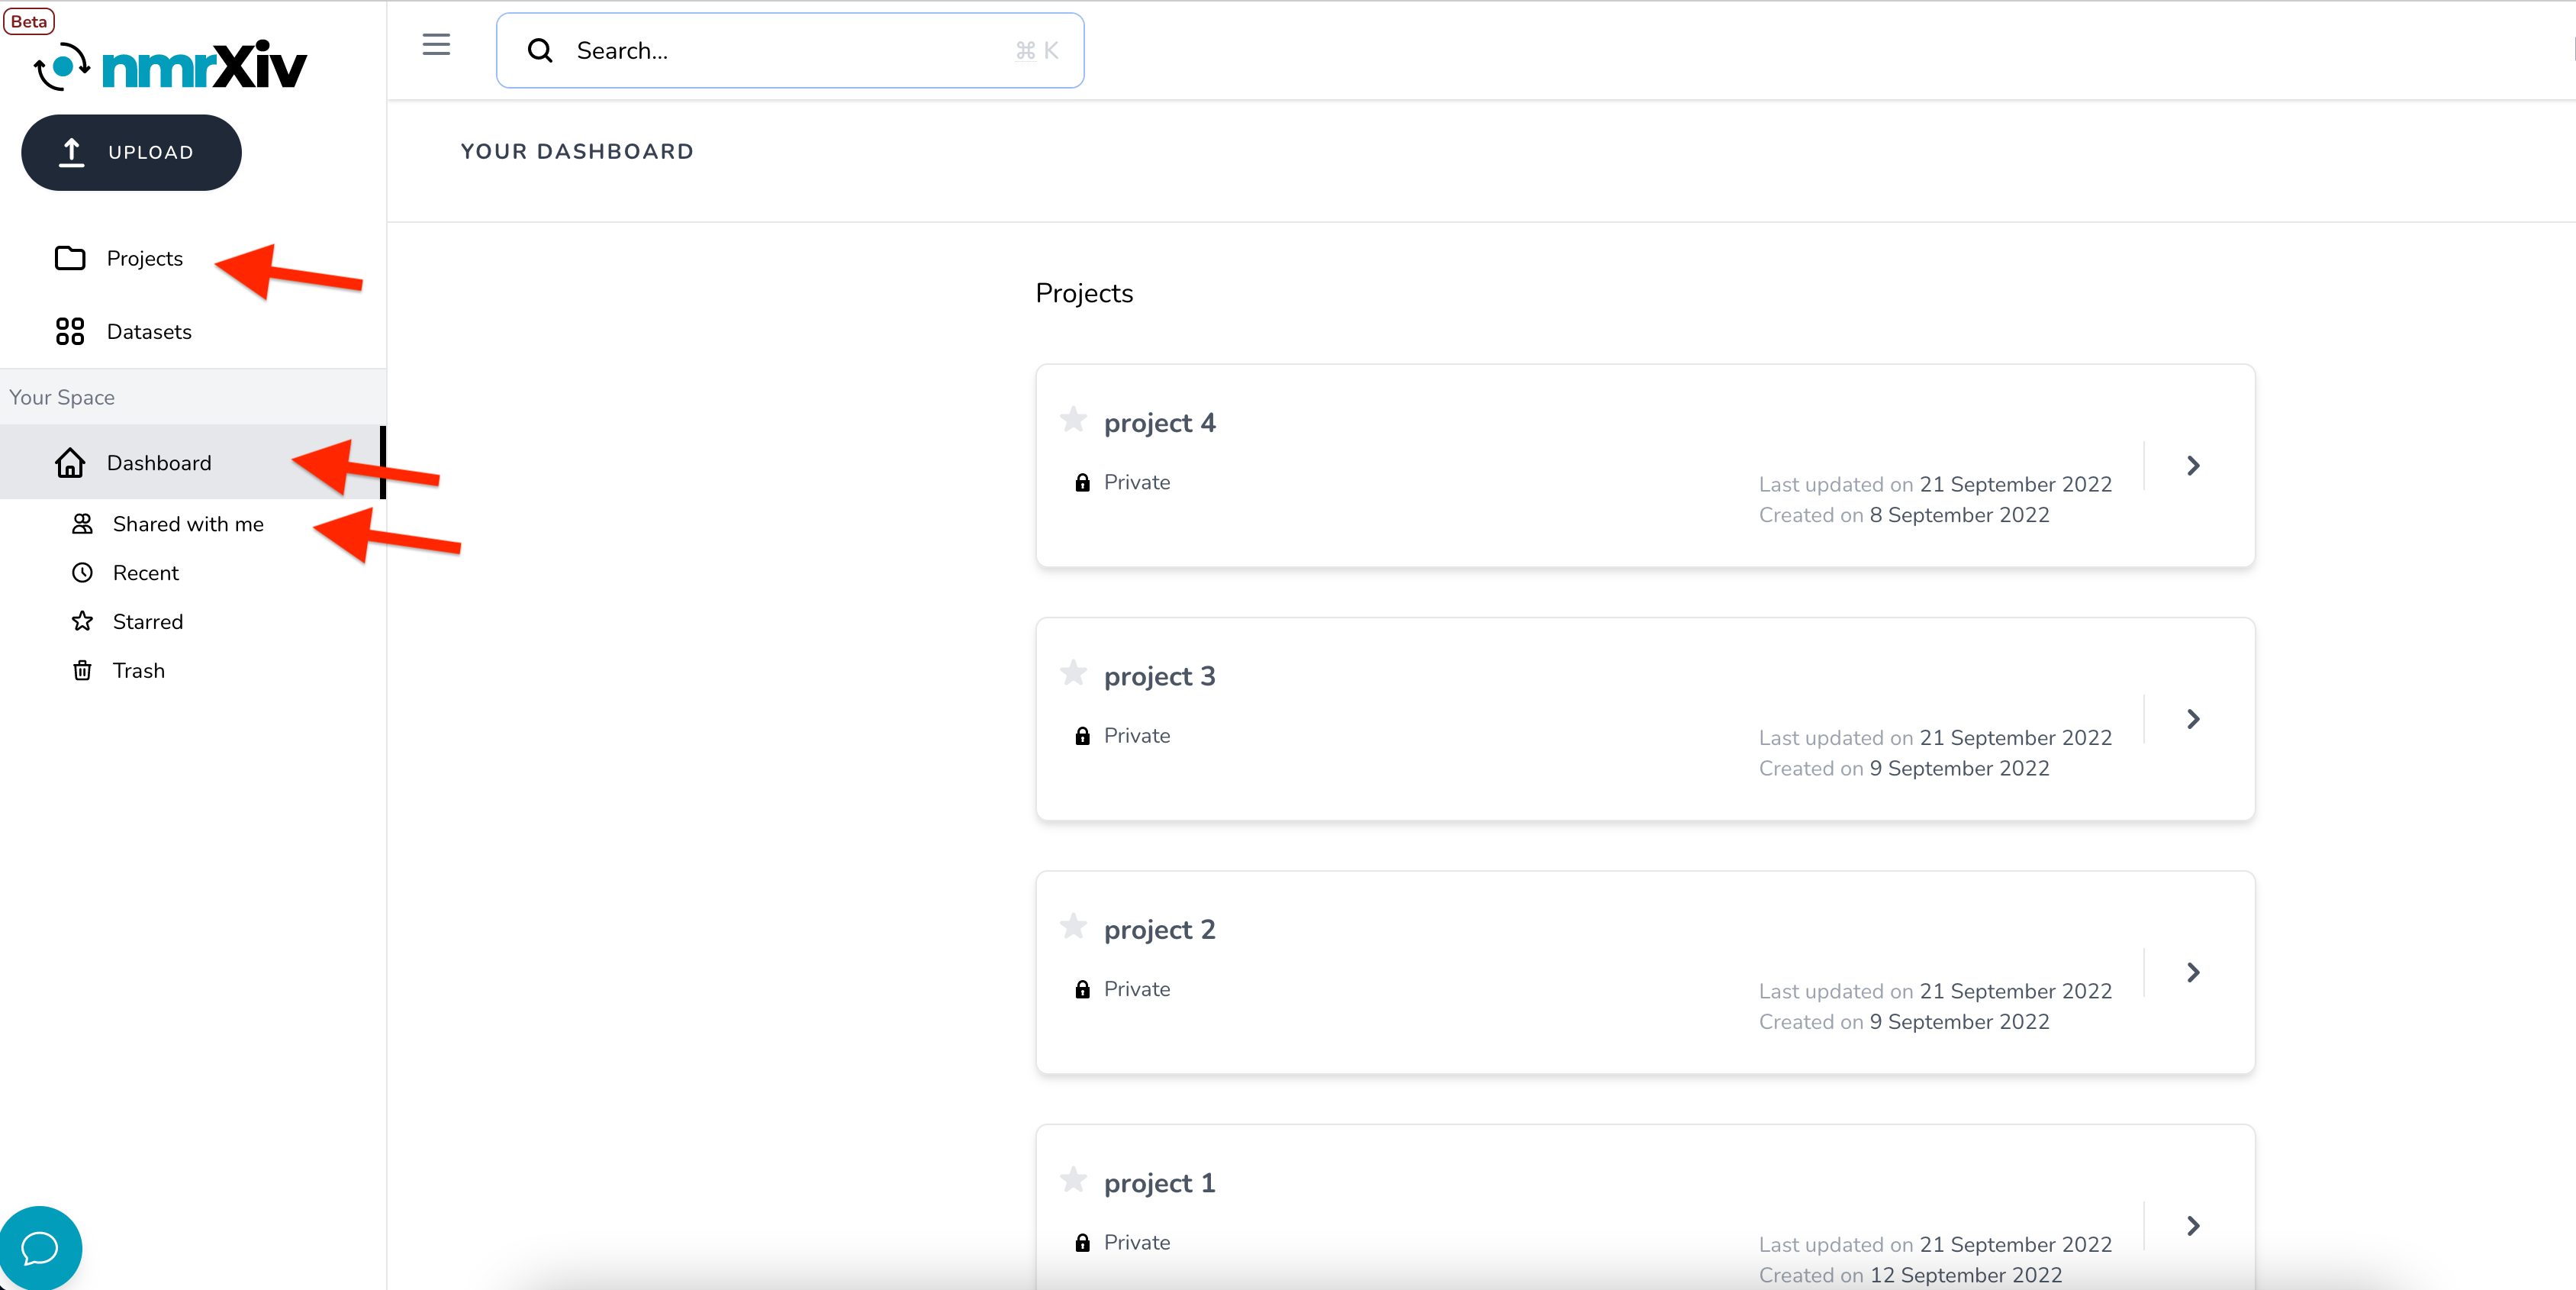 Beta
nmrXiv
UPLOAD
Projects
Datasets
Your Space
Dashboard
Shared with me
Recent
Starred
Trash
Search...
⌘ K
YOUR DASHBOARD
Projects
project 4
Private
Last updated on 21 September 2022
Created on 8 September 2022
project 3
Private
Last updated on 21 September 2022
Created on 9 September 2022
project 2
Private
Last updated on 21 September 2022
Created on 9 September 2022
project 1
Private
Last updated on 21 September 2022
Created on 12 September 2022